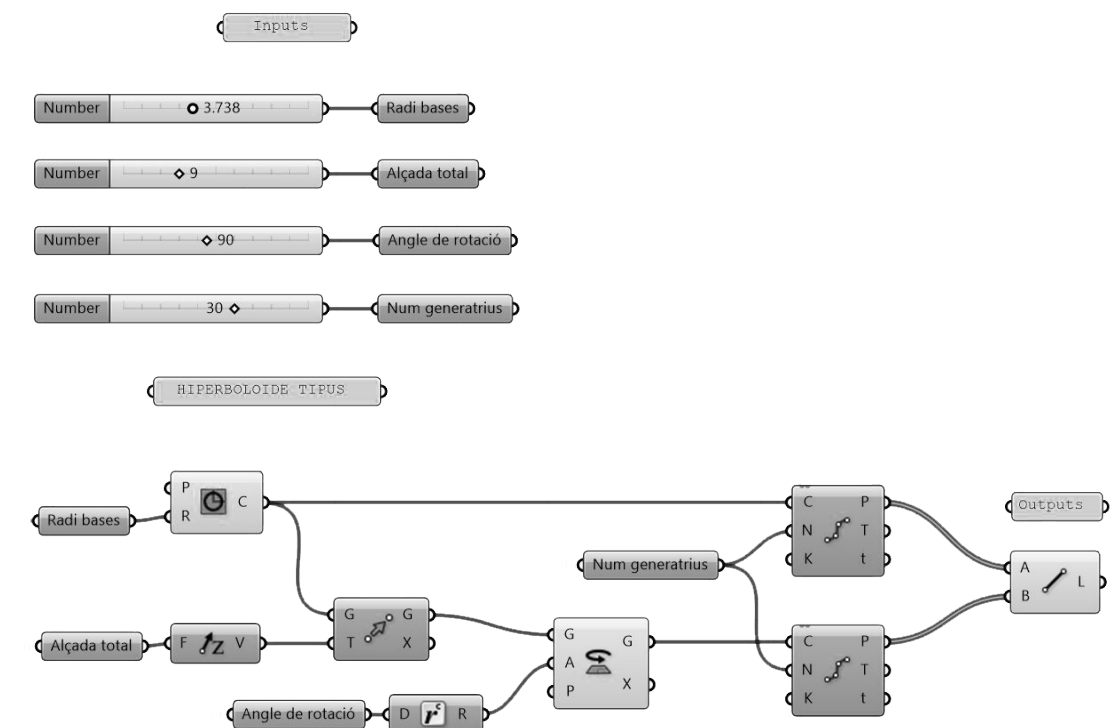 Inputs
Number 3.738 Radi bases
Number 9 Alçada total
Number 90 Angle de rotació
Number 30 Num generatrius
HIPERBOLOIDE TIPUS
P
R C
Radi bases
C P
N T
K t
Outputs
Num generatrius
A
B L
G G
T X
Alçada total
F Z V
G G
A
P X
C P
N T
K t
Angle de rotació
D r c R